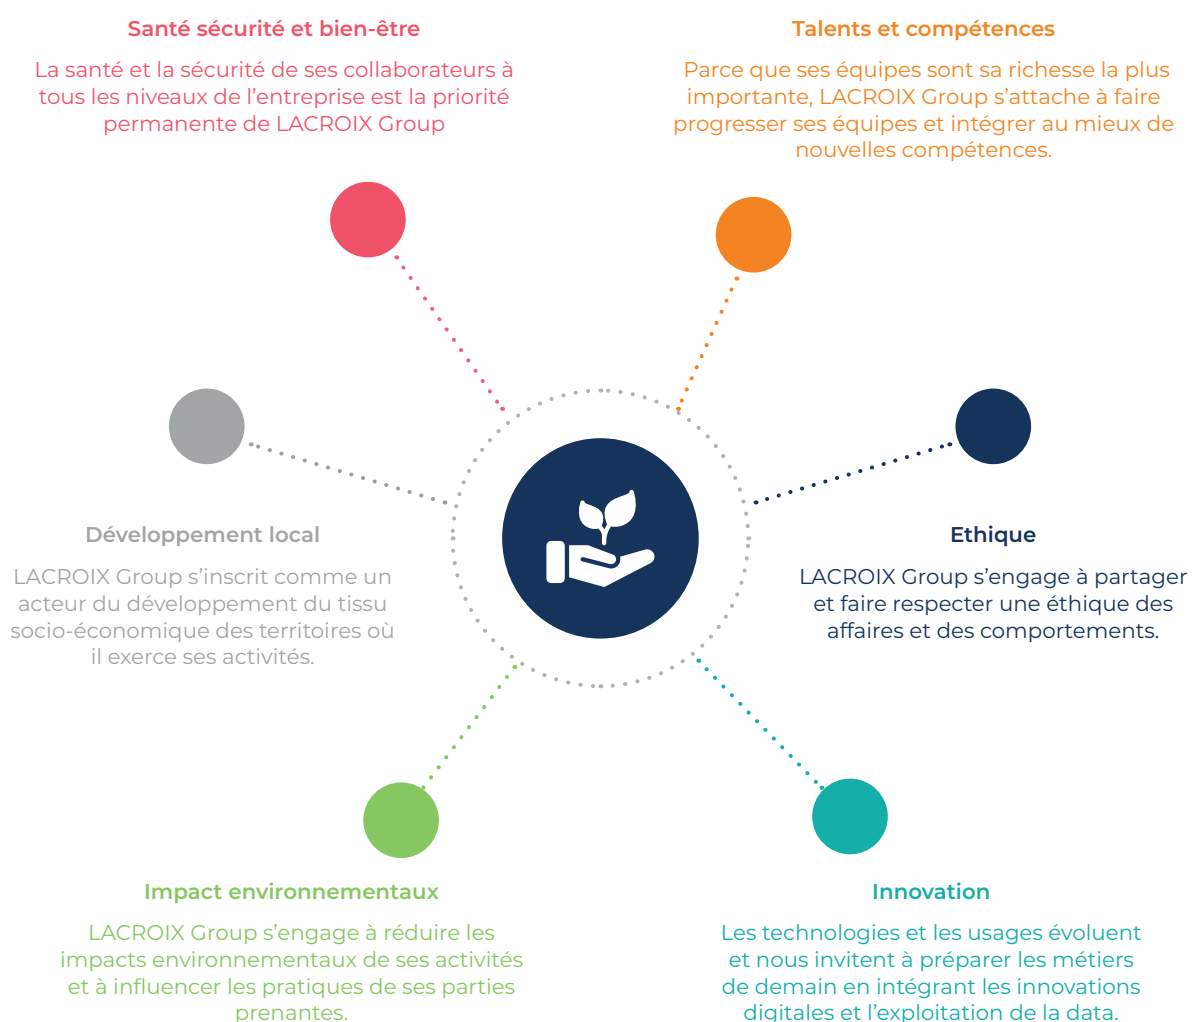 Santé sécurité et bien-être
La santé et la sécurité de ses collaborateurs à
tous les niveaux de l’entreprise est la priorité
permanente de LACROIX Group
Talents et compétences
Parce que ses équipes sont sa richesse la plus
importante, LACROIX Group s’attache à faire
progresser ses équipes et intégrer au mieux de
nouvelles compétences.
Développement local
LACROIX Group s’inscrit comme un
acteur du développement du tissu
socio-économique des territoires où
il exerce ses activités.
Ethique
LACROIX Group s’engage à partager
et faire respecter une éthique des
affaires et des comportements.
Impact environnementaux
LACROIX Group s’engage à réduire les
impacts environnementaux de ses activités
et à influencer les pratiques de ses parties
prenantes.
Innovation
Les technologies et les usages évoluent
et nous invitent à préparer les métiers
de demain en intégrant les innovations
digitales et l’exploitation de la data.